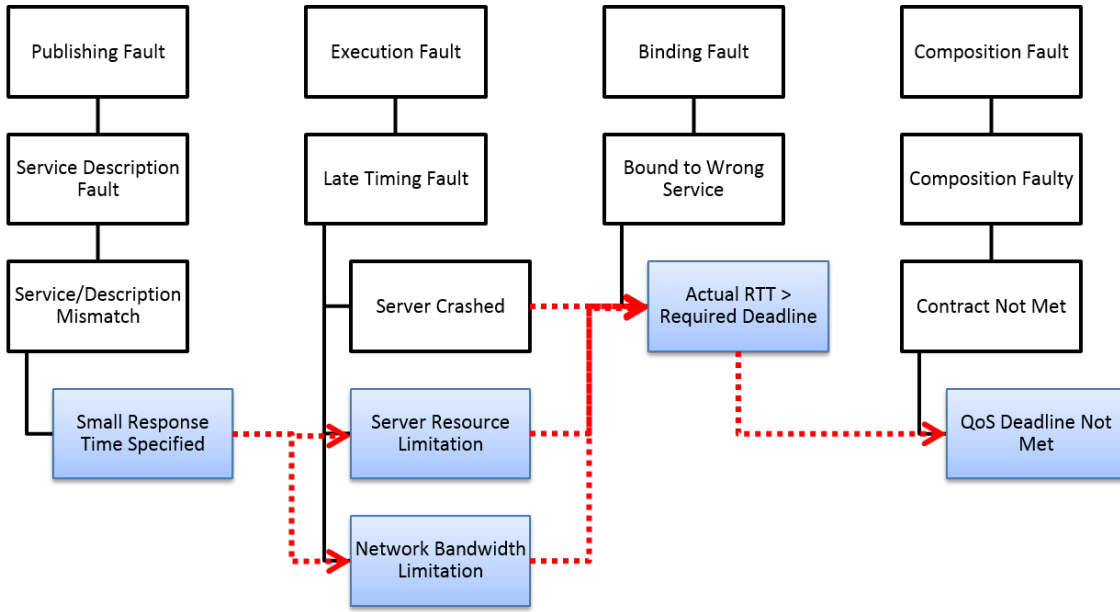 Publishing Fault
Execution Fault
Binding Fault
Composition Fault
Service Description
Fault
Late Timing Fault
Bound to Wrong
Service
Composition Faulty
Service/Description
Mismatch
Server Crashed
Actual RTT >
Required Deadline
Contract Not Met
Small Response
Time Specified
Server Resource
Limitation
QoS Deadline Not
Met
Network Bandwidth
Limitation